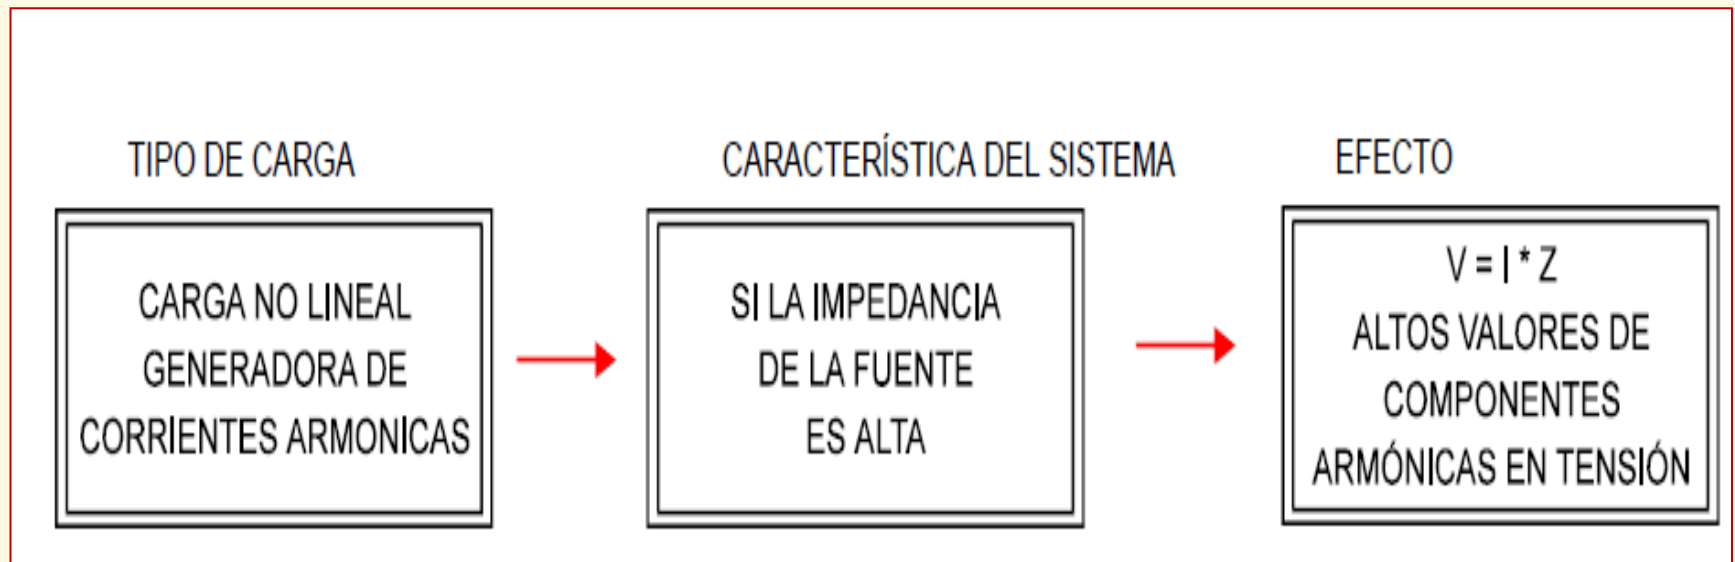 TIPO DE CARGA
CARACTERÍSTICA DEL SISTEMA
EFECTO
CARGA NO LINEAL
GENERADORA DE
CORRIENTES ARMONICAS
SI LA IMPEDANCIA
DE LA FUENTE
ES ALTA
V = I * Z
ALTOS VALORES DE
COMPONENTES
ARMÓNICAS EN TENSIÓN